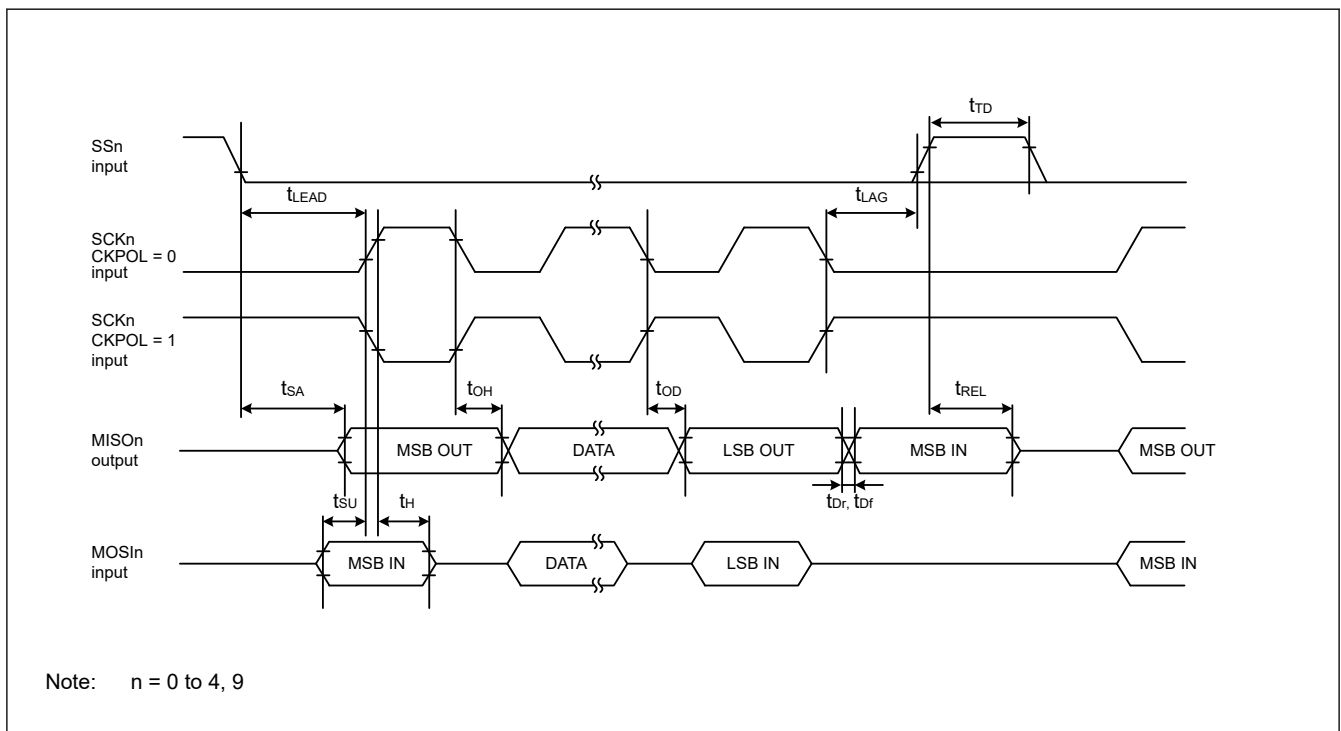 tTD
SSn
input
tLEAD
tLAG
SCKn
CKPOL = 0
input
SCKn
CKPOL = 1
input
tSA
tOH
tOD
tREL
MISOn
output
MSB OUT
DATA
LSB OUT
MSB IN
MSB OUT
tSU
tH
tDr, tDf
MOSIn
input
MSB IN
DATA
LSB IN
MSB IN
Note: n = 0 to 4, 9